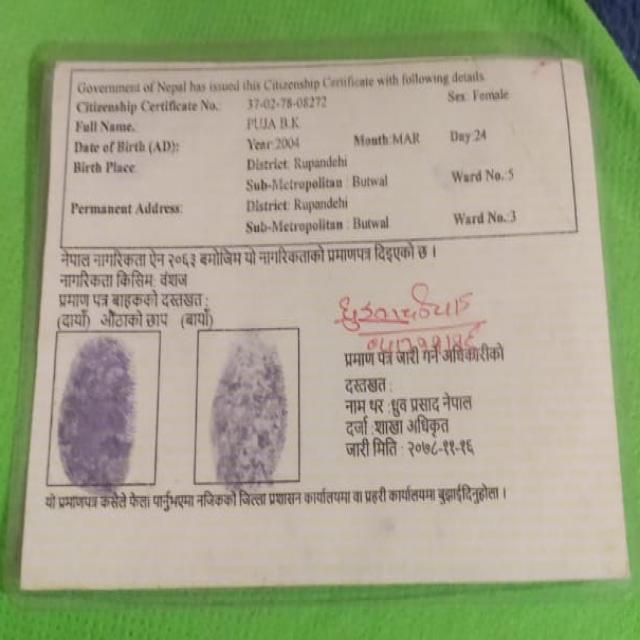 Government of Nepal has issued this Citizenship Certificate with following details
Citizenship Certificate No.: 37-02-78-08272 Sex: Female
Full Name.: PUJA B.K
Date of Birth (AD): Year:2004 Month:MAR Day:24
Birth Place: District: Rupandehi
Sub-Metropolitan : Butwal Ward No.:5
Permanent Address: District: Rupandehi
Sub-Metropolitan : Butwal Ward No.:3
नेपाल नागरिकता ऐन २०६३ बमोजिम यो नागरिकताको प्रमाणपत्र दिइएको छ ।
नागरिकता किसिम: वंशज
प्रमाण पत्र बाहकको दस्तखत :
(दायाँ) औंठाको छाप (बायाँ)
प्रमाण पत्र जारी गर्ने अधिकारीको
दस्तखत :
नाम थर :ध्रुव प्रसाद नेपाल
दर्जा :शाखा अधिकृत
जारी मिति : २०७८-११-१६
यो प्रमाणपत्र कसैले फेला पार्नुभएमा नजिकको जिल्ला प्रशासन कार्यालयमा वा प्रहरी कार्यालयमा बुझाईदिनुहोला ।